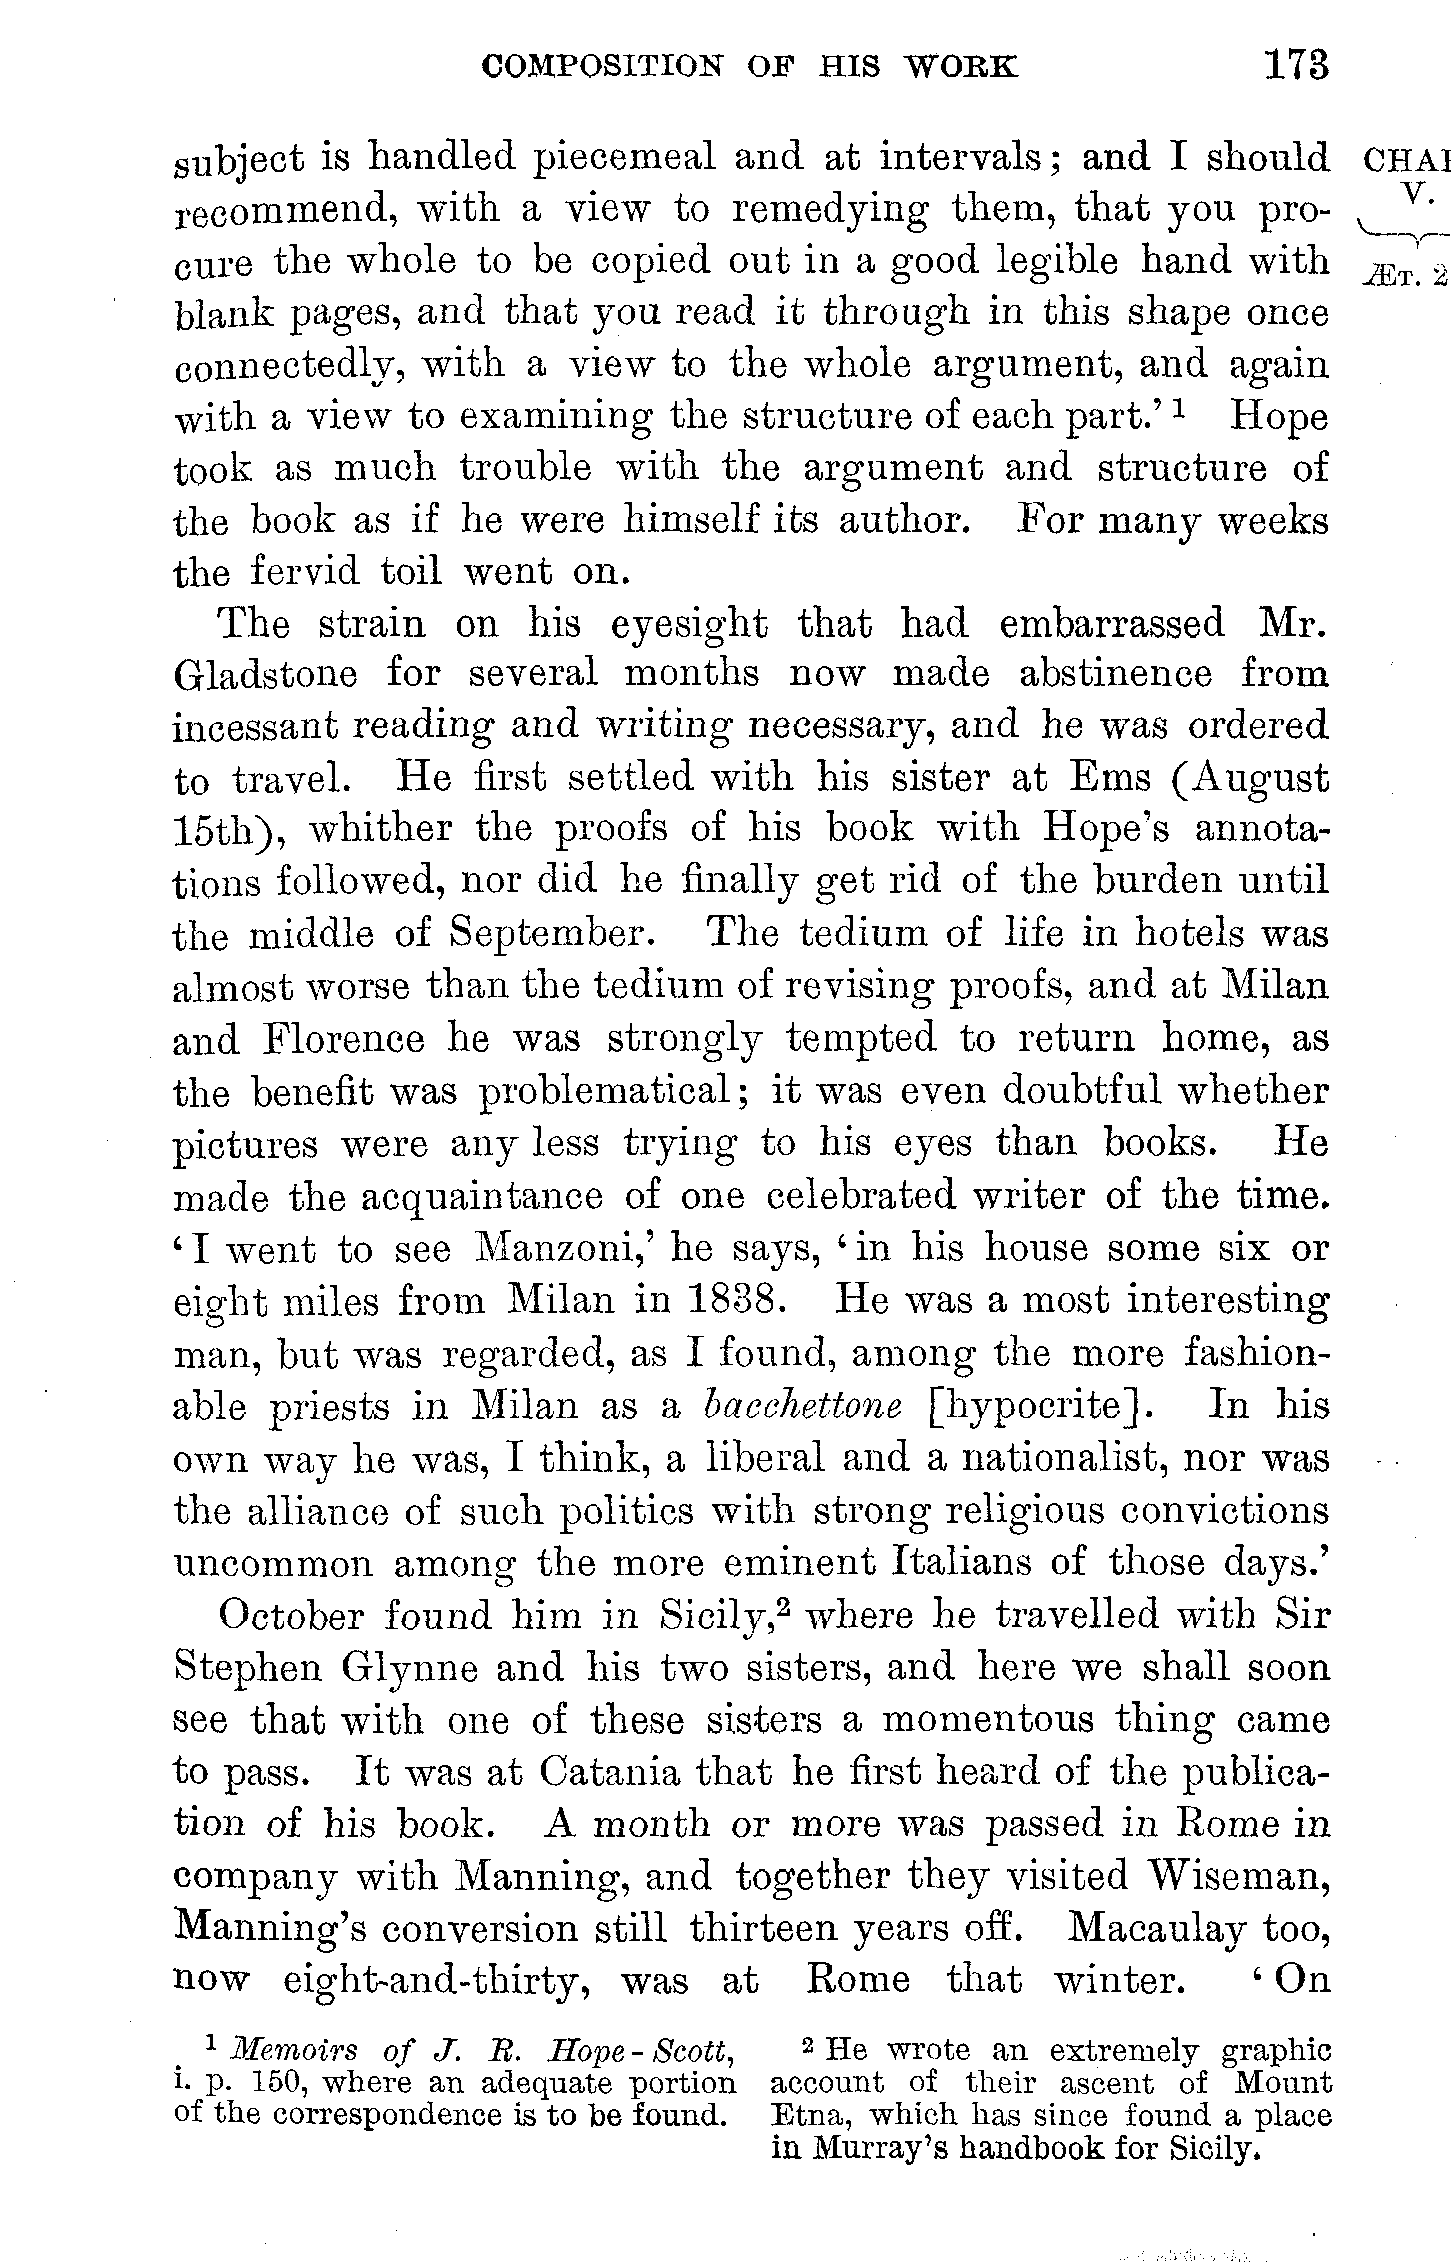 COMPOSITION OF HIS WORK 173
subject is handled piecemeal and at intervals; and I should
recommend, with a view to remedying them, that you pro-
cure the whole to be copied out in a good legible hand with
blank pages, and that you read it through in this shape once
connectedly, with a view to the whole argument, and again
with a view to examining the structure of each part.’ 1 Hope
took as much trouble with the argument and structure of
the book as if he were himself its author. For many weeks
the fervid toil went on.
CHAP
V.
ÆT. 2
The strain on his eyesight that had embarrassed Mr.
Gladstone for several months now made abstinence from
incessant reading and writing necessary, and he was ordered
to travel. He first settled with his sister at Ems (August
15th), whither the proofs of his book with Hope’s annota-
tions followed, nor did he finally get rid of the burden until
the middle of September. The tedium of life in hotels was
almost worse than the tedium of revising proofs, and at Milan
and Florence he was strongly tempted to return home, as
the benefit was problematical; it was even doubtful whether
pictures were any less trying to his eyes than books. He
made the acquaintance of one celebrated writer of the time.
‘I went to see Manzoni,’ he says, ‘in his house some six or
eight miles from Milan in 1838. He was a most interesting
man, but was regarded, as I found, among the more fashion-
able priests in Milan as a bacchettone [hypocrite]. In his
own way he was, I think, a liberal and a nationalist, nor was
the alliance of such politics with strong religious convictions
uncommon among the more eminent Italians of those days.’
October found him in Sicily,2 where he travelled with Sir
Stephen Glynne and his two sisters, and here we shall soon
see that with one of these sisters a momentous thing came
to pass. It was at Catania that he first heard of the publica-
tion of his book. A month or more was passed in Rome in
company with Manning, and together they visited Wiseman,
Manning’s conversion still thirteen years off. Macaulay too,
now eight-and-thirty, was at Rome that winter. ‘On
1 Memoirs of J. R. Hope-Scott,
i. p. 150, where an adequate portion
of the correspondence is to be found.
2 He wrote an extremely graphic
account of their ascent of Mount
Etna, which has since found a place
in Murray’s handbook for Sicily.